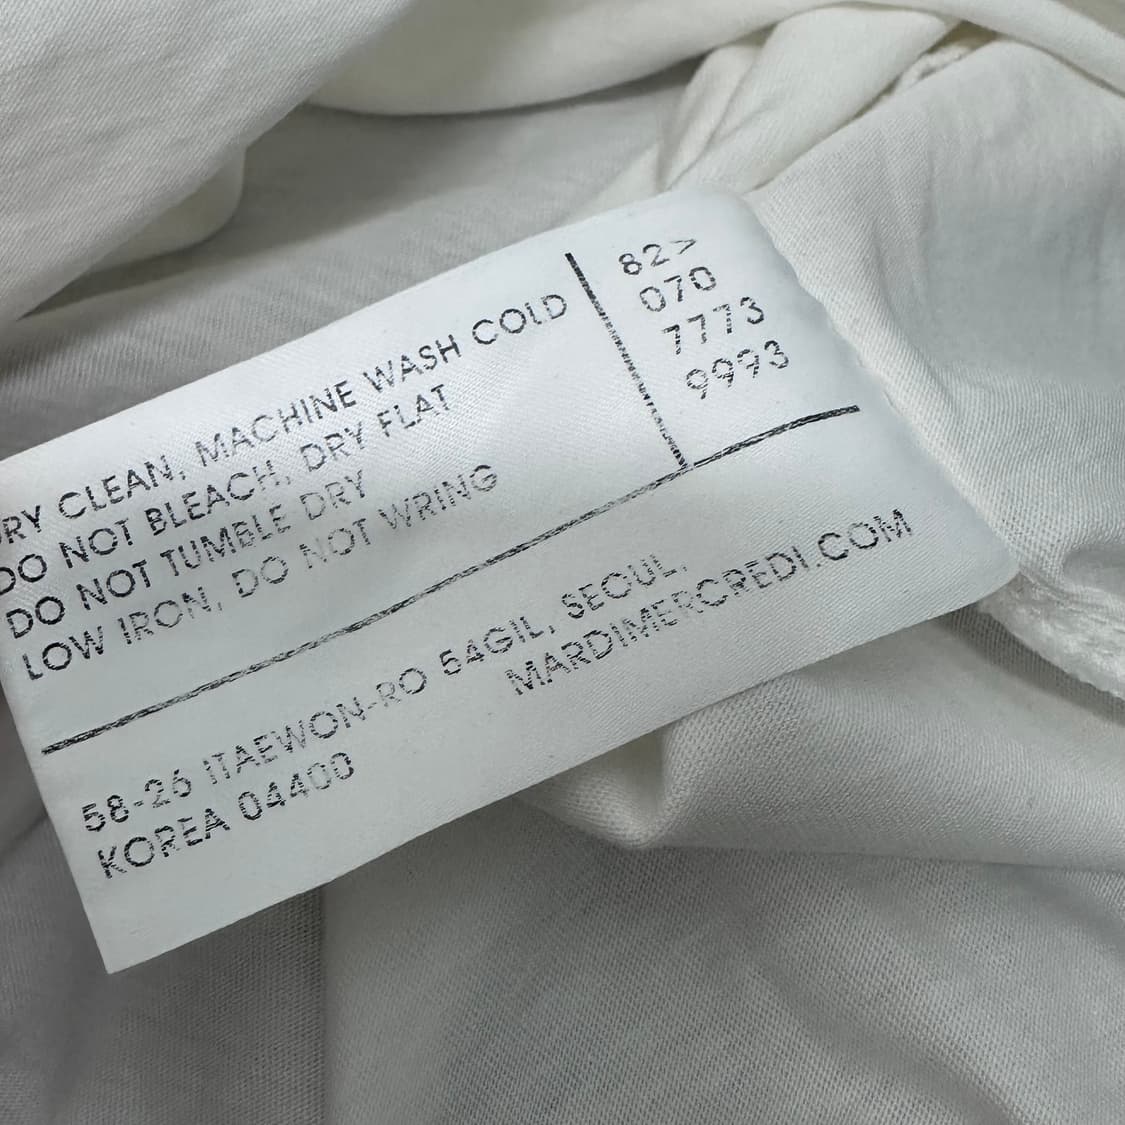 DRY CLEAN, MACHINE WASH COLD
DO NOT BLEACH, DRY FLAT
DO NOT TUMBLE DRY
LOW IRON, DO NOT WRING
82>
070
7773
9993
58-26 ITAEWON-RO 54GIL, SEOUL,
KOREA 04400
MARDIMERCREDI.COM